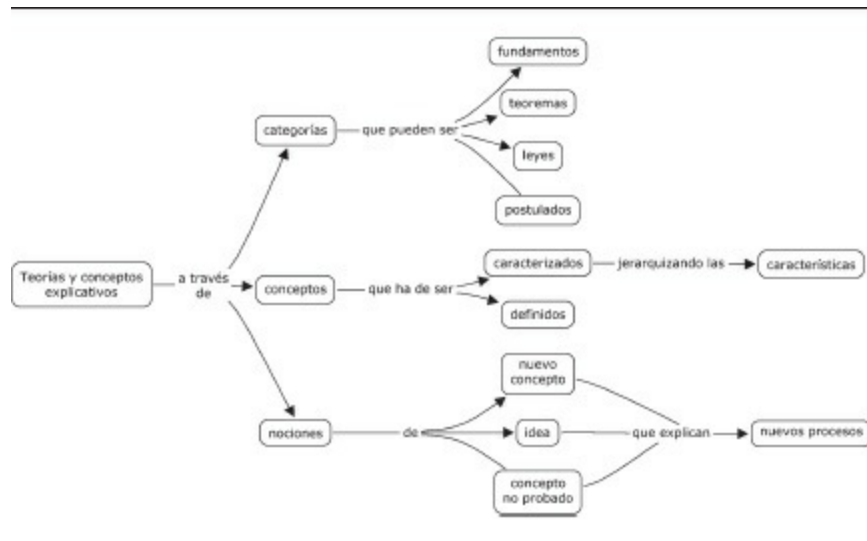 fundamentos
teoremas
categorías
que pueden ser
leyes
postulados
Teorías y conceptos
explicativos
a través
de
conceptos
que ha de ser
caracterizados
jerarquizando las
características
definidos
nuevo
concepto
nociones
de
idea
que explican
nuevos procesos
concepto
no probado